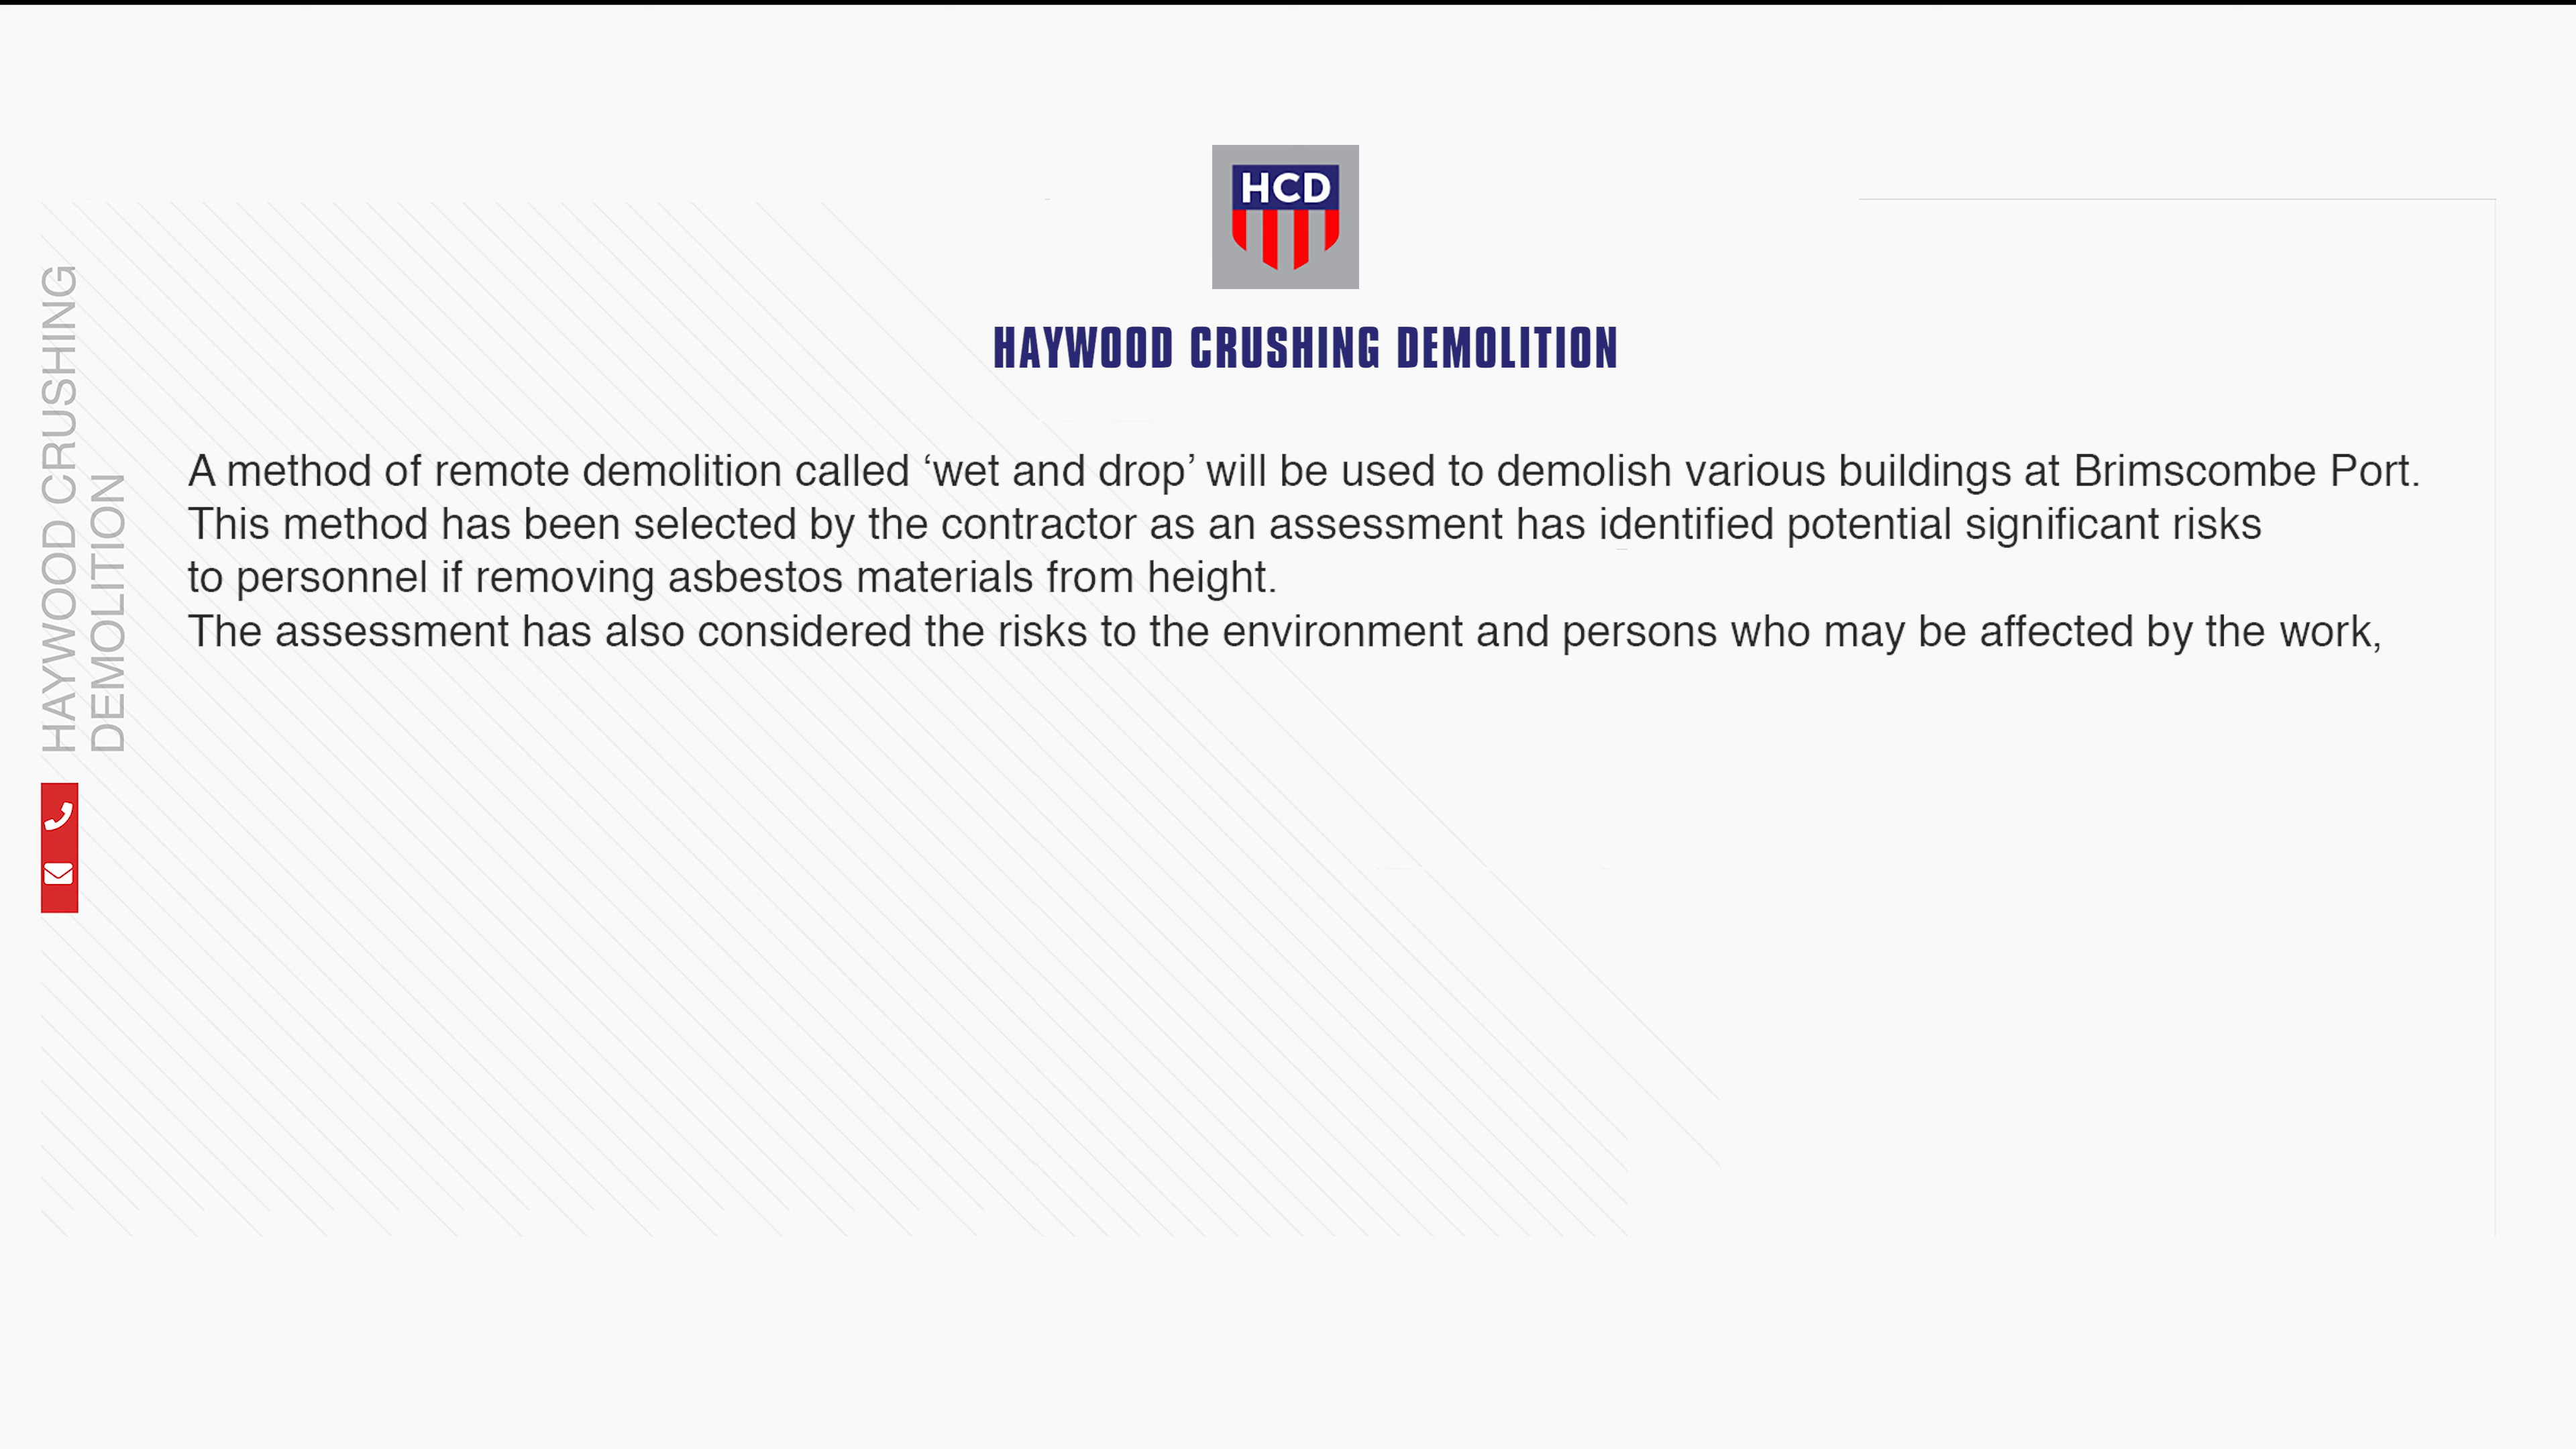 HCD
HAYWOOD CRUSHING DEMOLITION
HAYWOOD CRUSHING
DEMOLITION
A method of remote demolition called ‘wet and drop’ will be used to demolish various buildings at Brimscombe Port.
This method has been selected by the contractor as an assessment has identified potential significant risks
to personnel if removing asbestos materials from height.
The assessment has also considered the risks to the environment and persons who may be affected by the work,